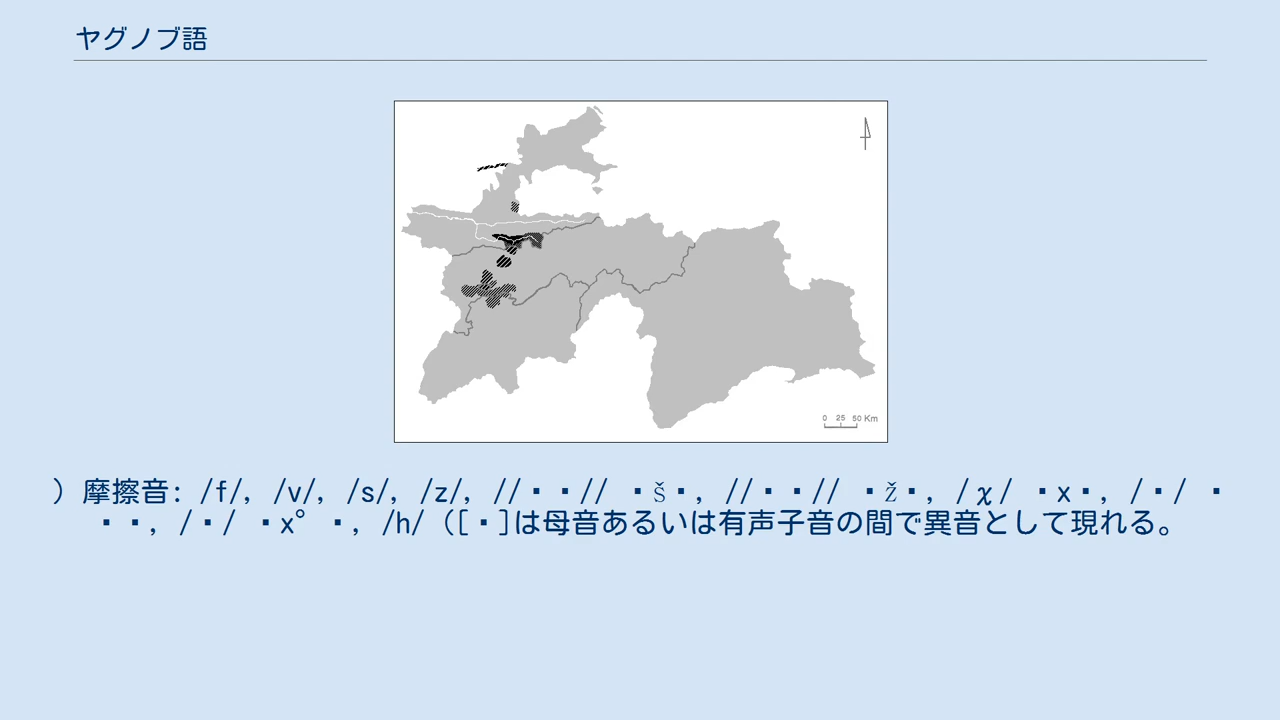 ヤグノブ語
0 25 50 Km
）摩擦音: /f/, /v/, /s/, /z/, //▪▪// ▪š▪, //▪▪// ▪ž▪, /χ/ ▪x▪, /▪/ ▪
▪▪, /▪/ ▪x° ▪, /h/（[▪]は母音あるいは有声子音の間で異音として現れる。